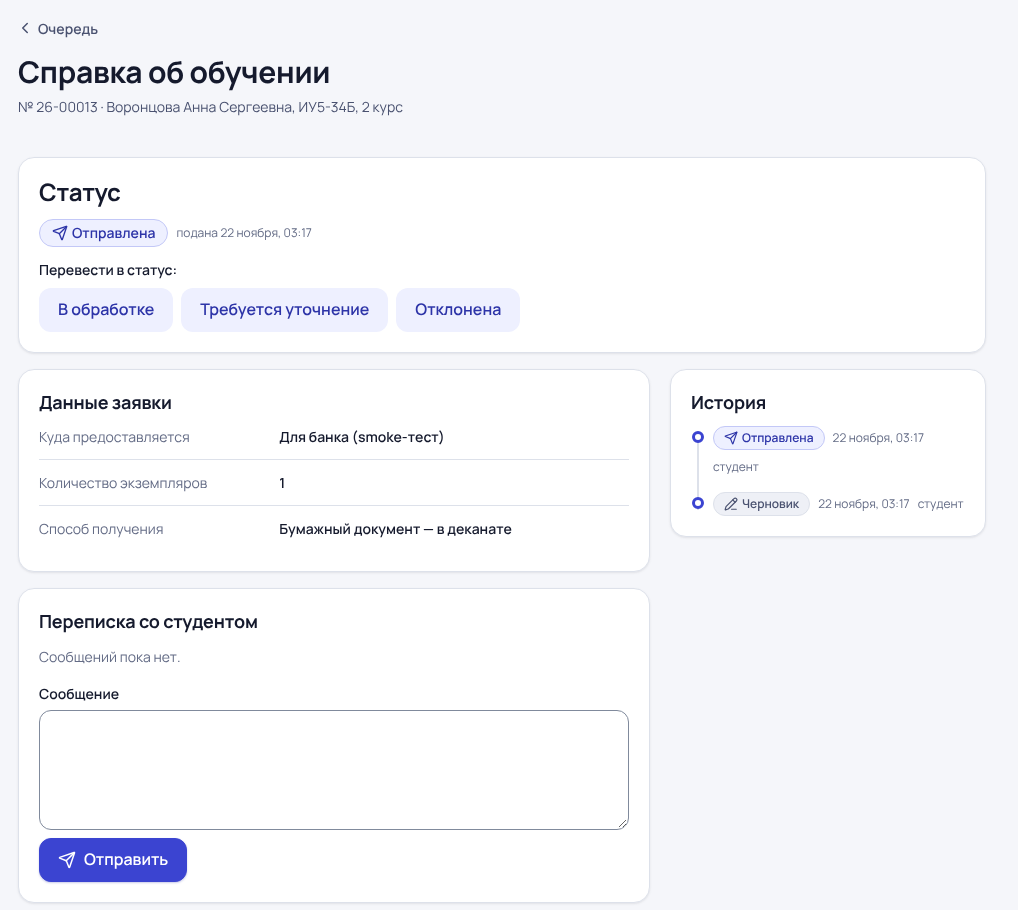 Очередь
Справка об обучении
№ 26-00013 · Воронцова Анна Сергеевна, ИУ5-34Б, 2 курс
Статус
Отправлена подана 22 ноября, 03:17
Перевести в статус:
В обработке Требуется уточнение Отклонена
Данные заявки
Куда предоставляется Для банка (smoke-тест)
Количество экземпляров 1
Способ получения Бумажный документ — в деканате
История
Отправлена 22 ноября, 03:17
студент
Черновик 22 ноября, 03:17 студент
Переписка со студентом
Сообщений пока нет.
Сообщение
Отправить